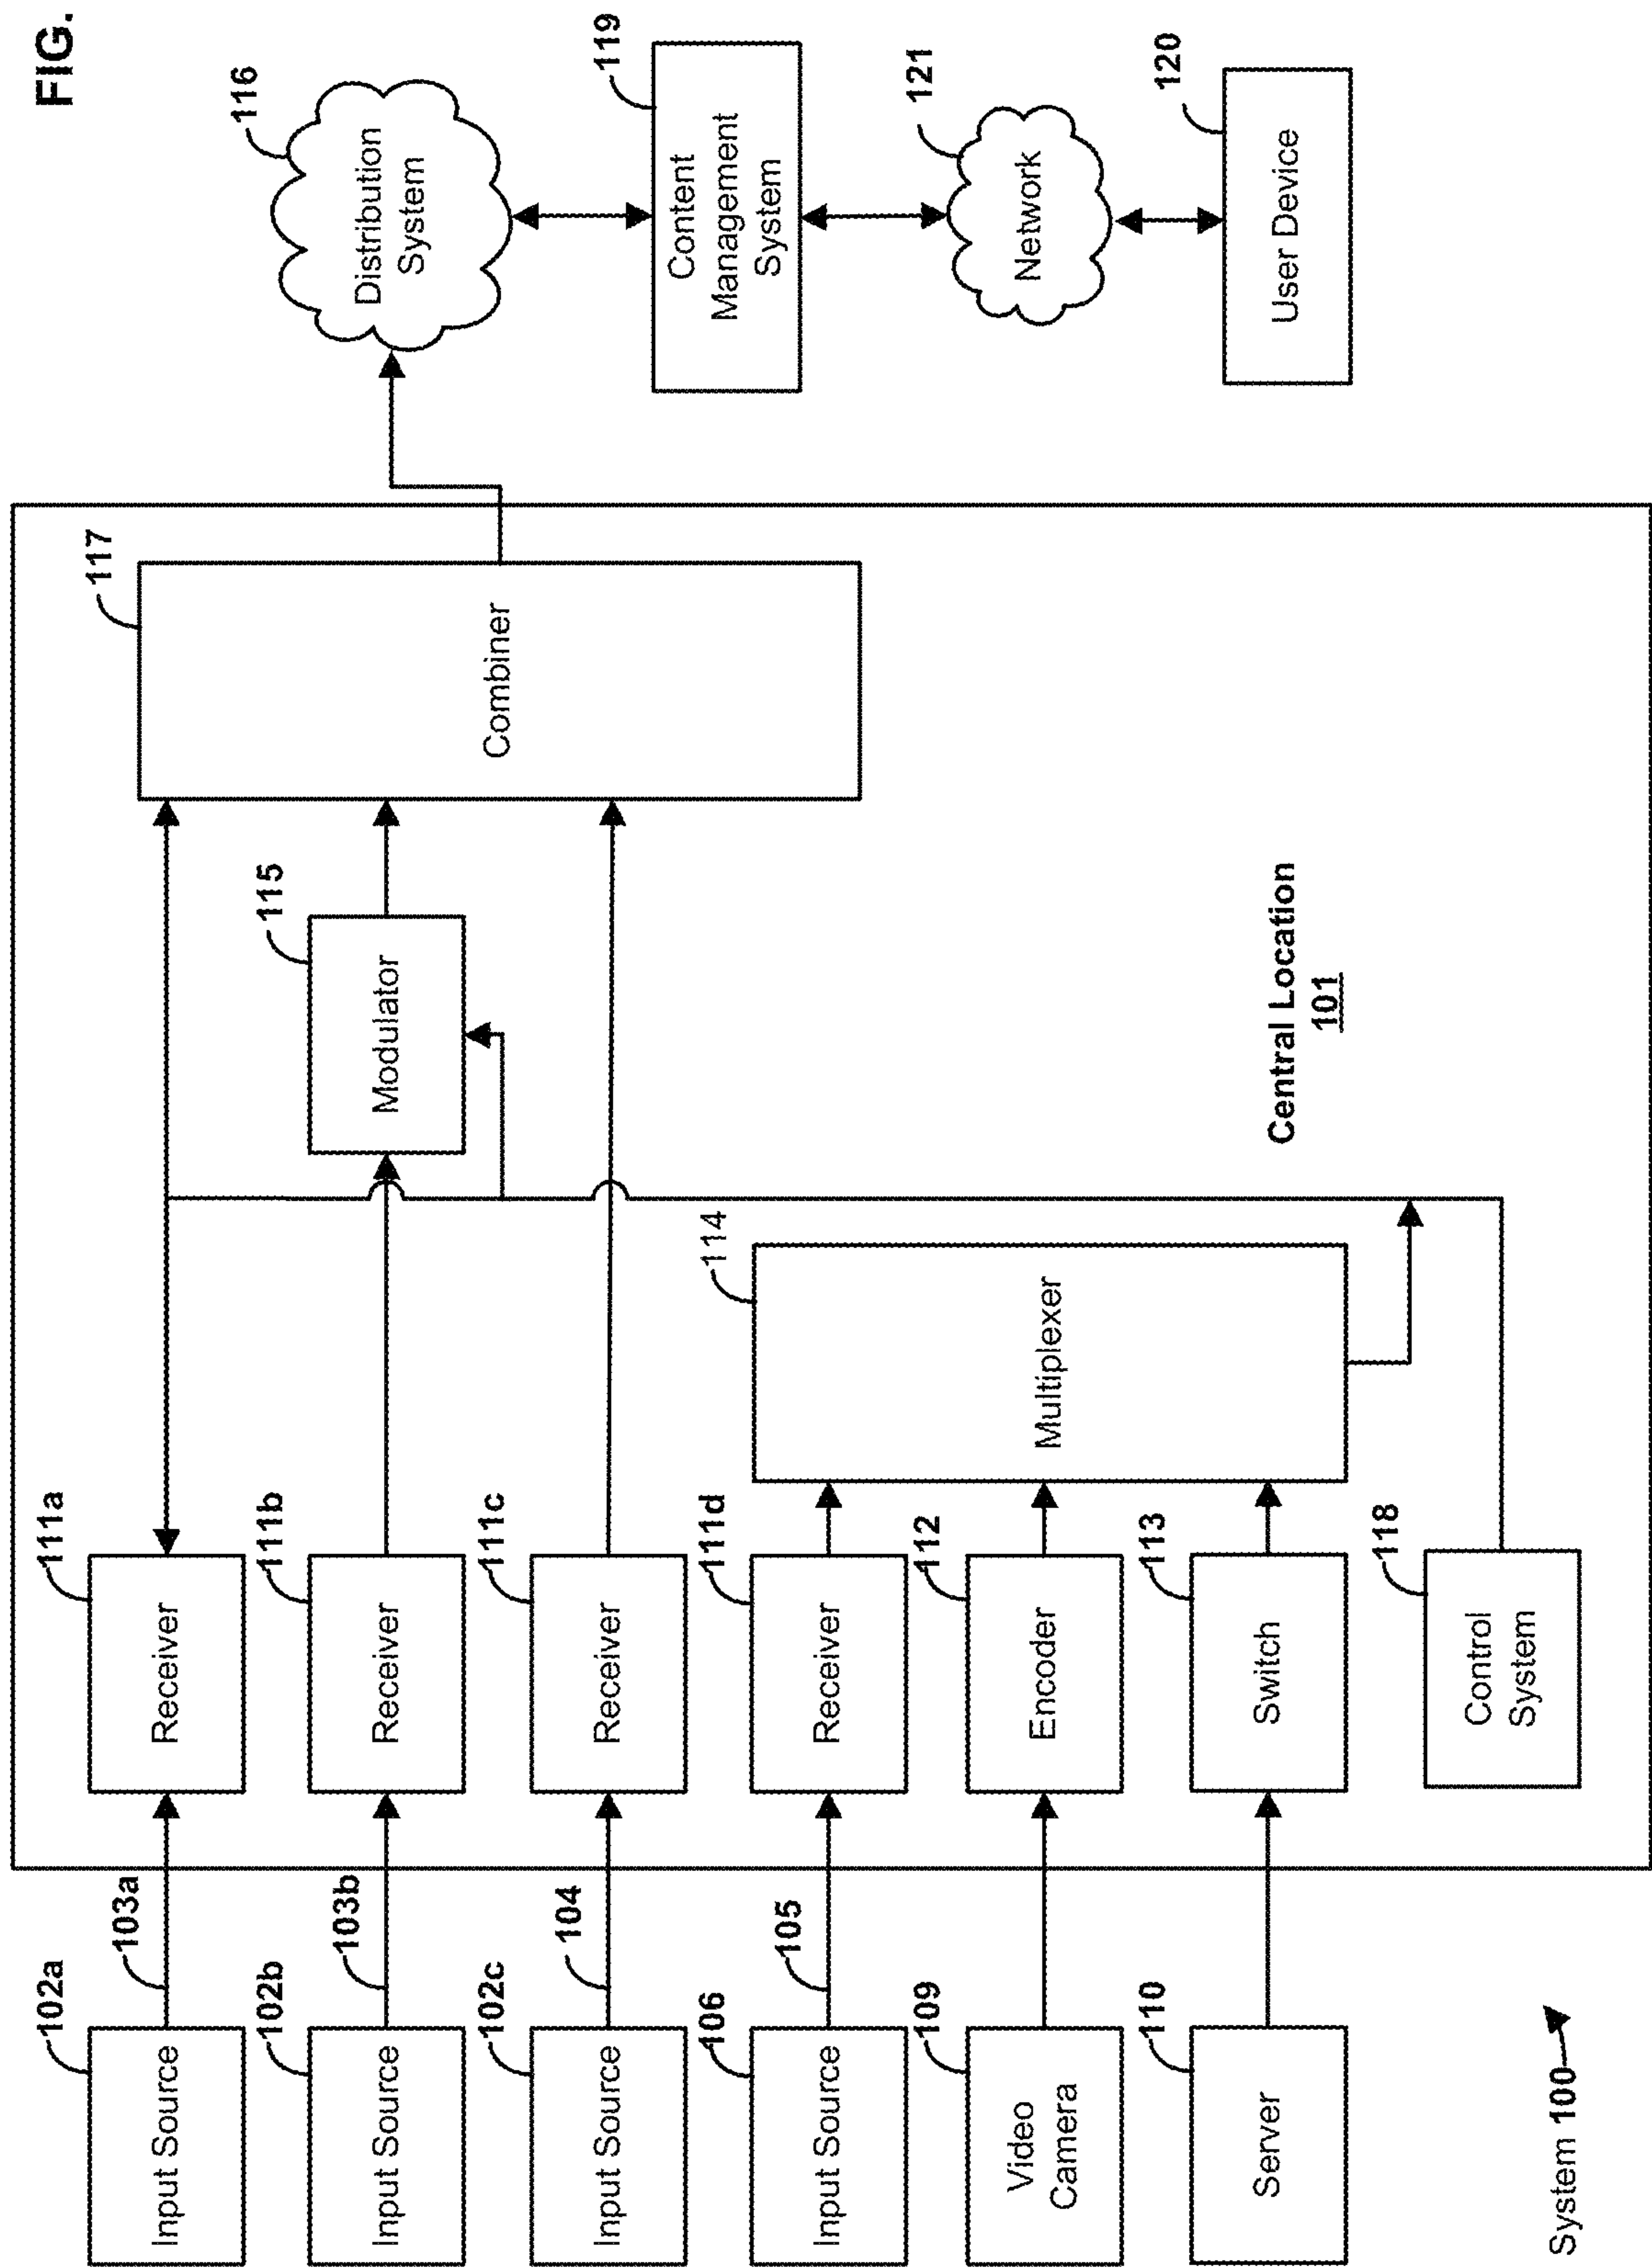 FIG.
102a
Input Source
103a
111a
Receiver
102b
Input Source
103b
111b
Receiver
115
Modulator
102c
Input Source
104
111c
Receiver
106
Input Source
105
111d
Receiver
109
Video
Camera
112
Encoder
110
Server
113
Switch
114
Multiplexer
118
Control
System
117
Combiner
116
Distribution
System
119
Content
Management
System
121
Network
120
User Device
Central Location
101
System 100